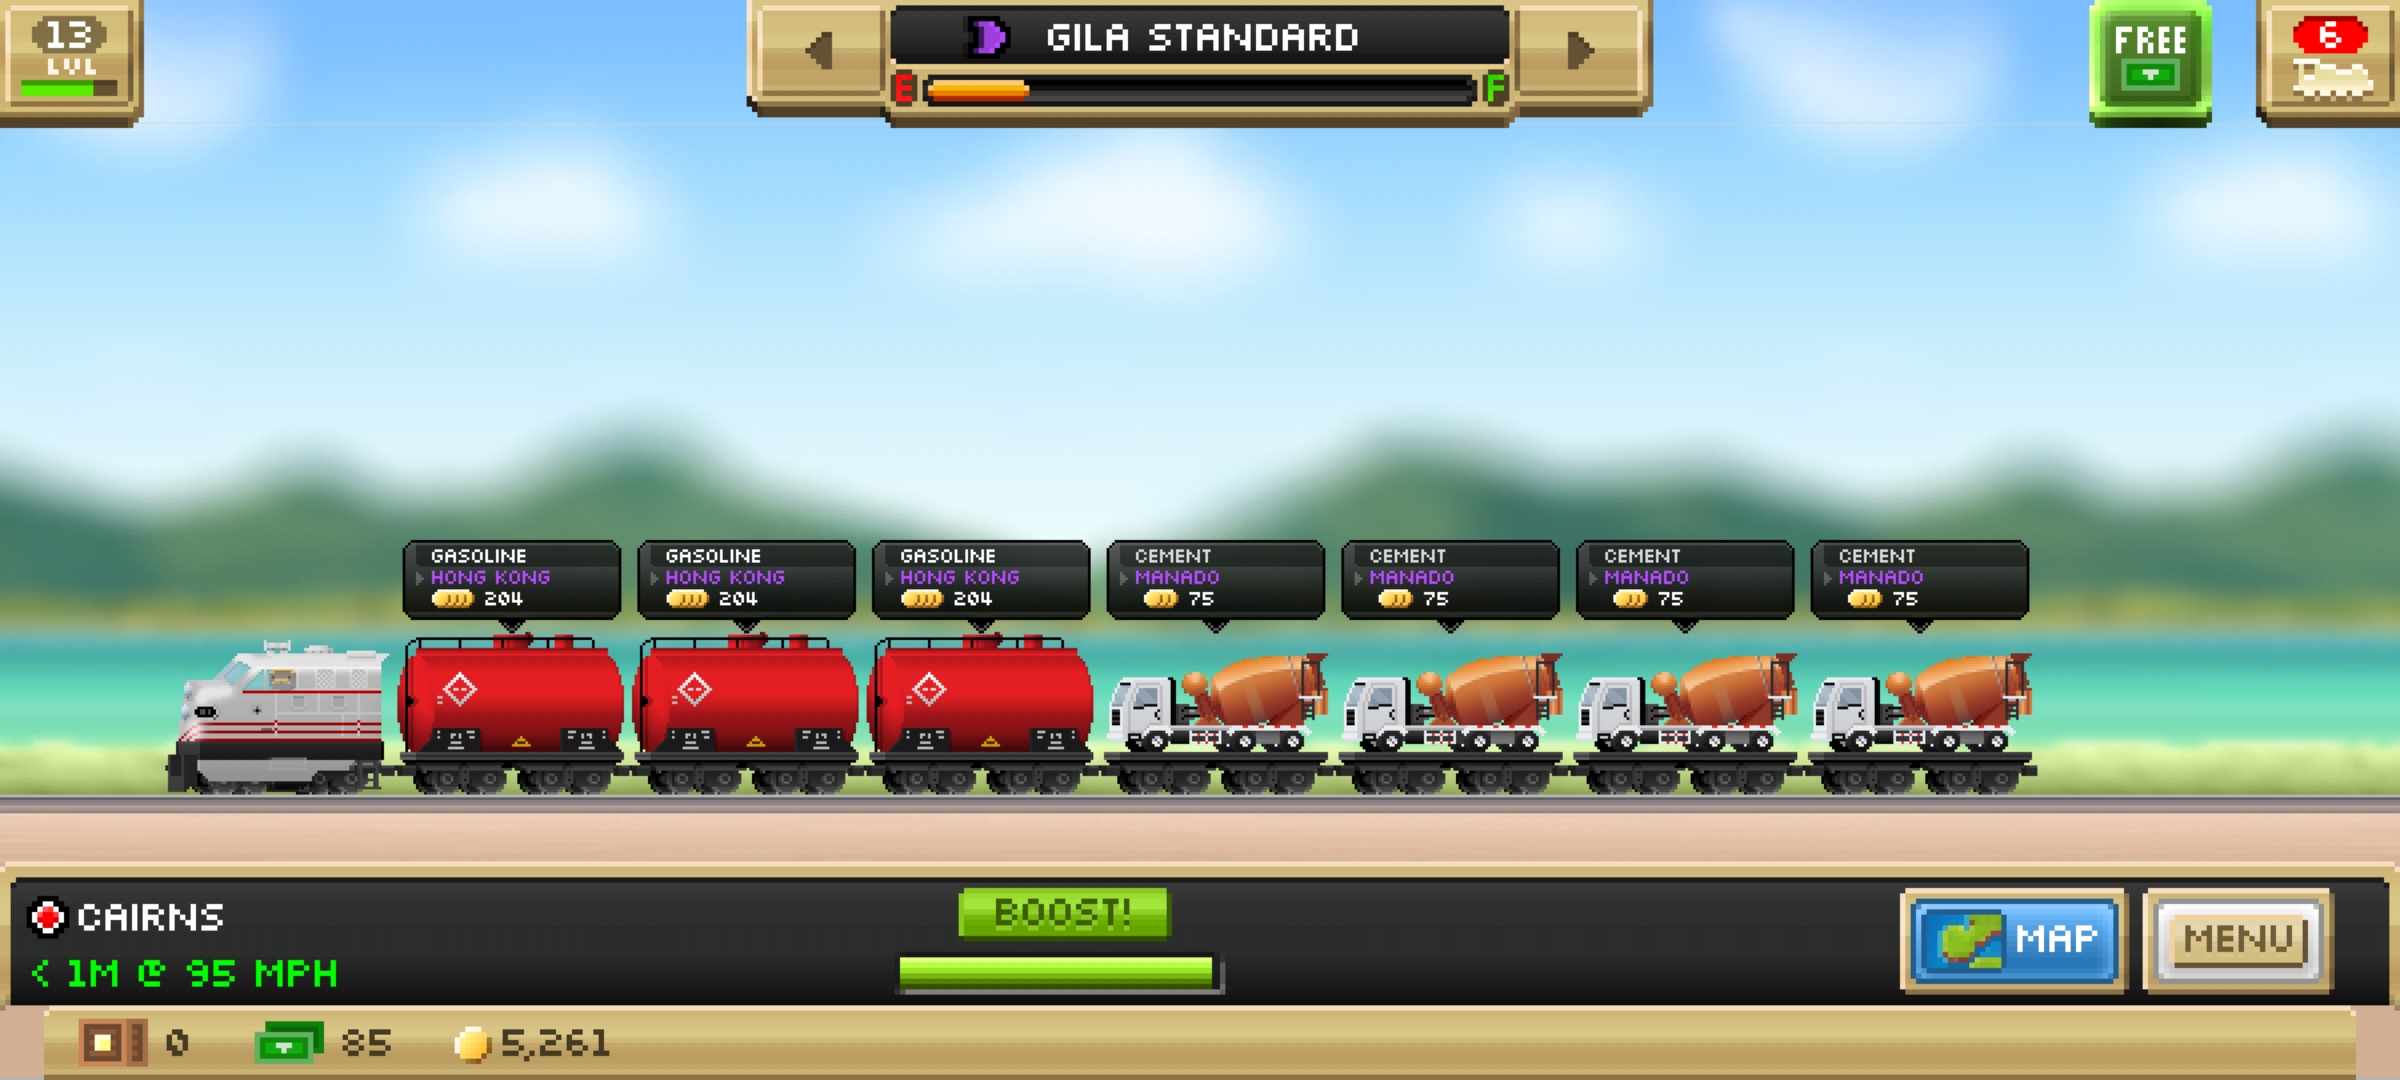 13
LVL
GILA STANDARD
E F
FREE
6
GASOLINE
HONG KONG
204
GASOLINE
HONG KONG
204
GASOLINE
HONG KONG
204
CEMENT
MANADO
75
CEMENT
MANADO
75
CEMENT
MANADO
75
CEMENT
MANADO
75
CAIRNS
< 1M @ 95 MPH
BOOST!
MAP
MENU
0
85
5,261